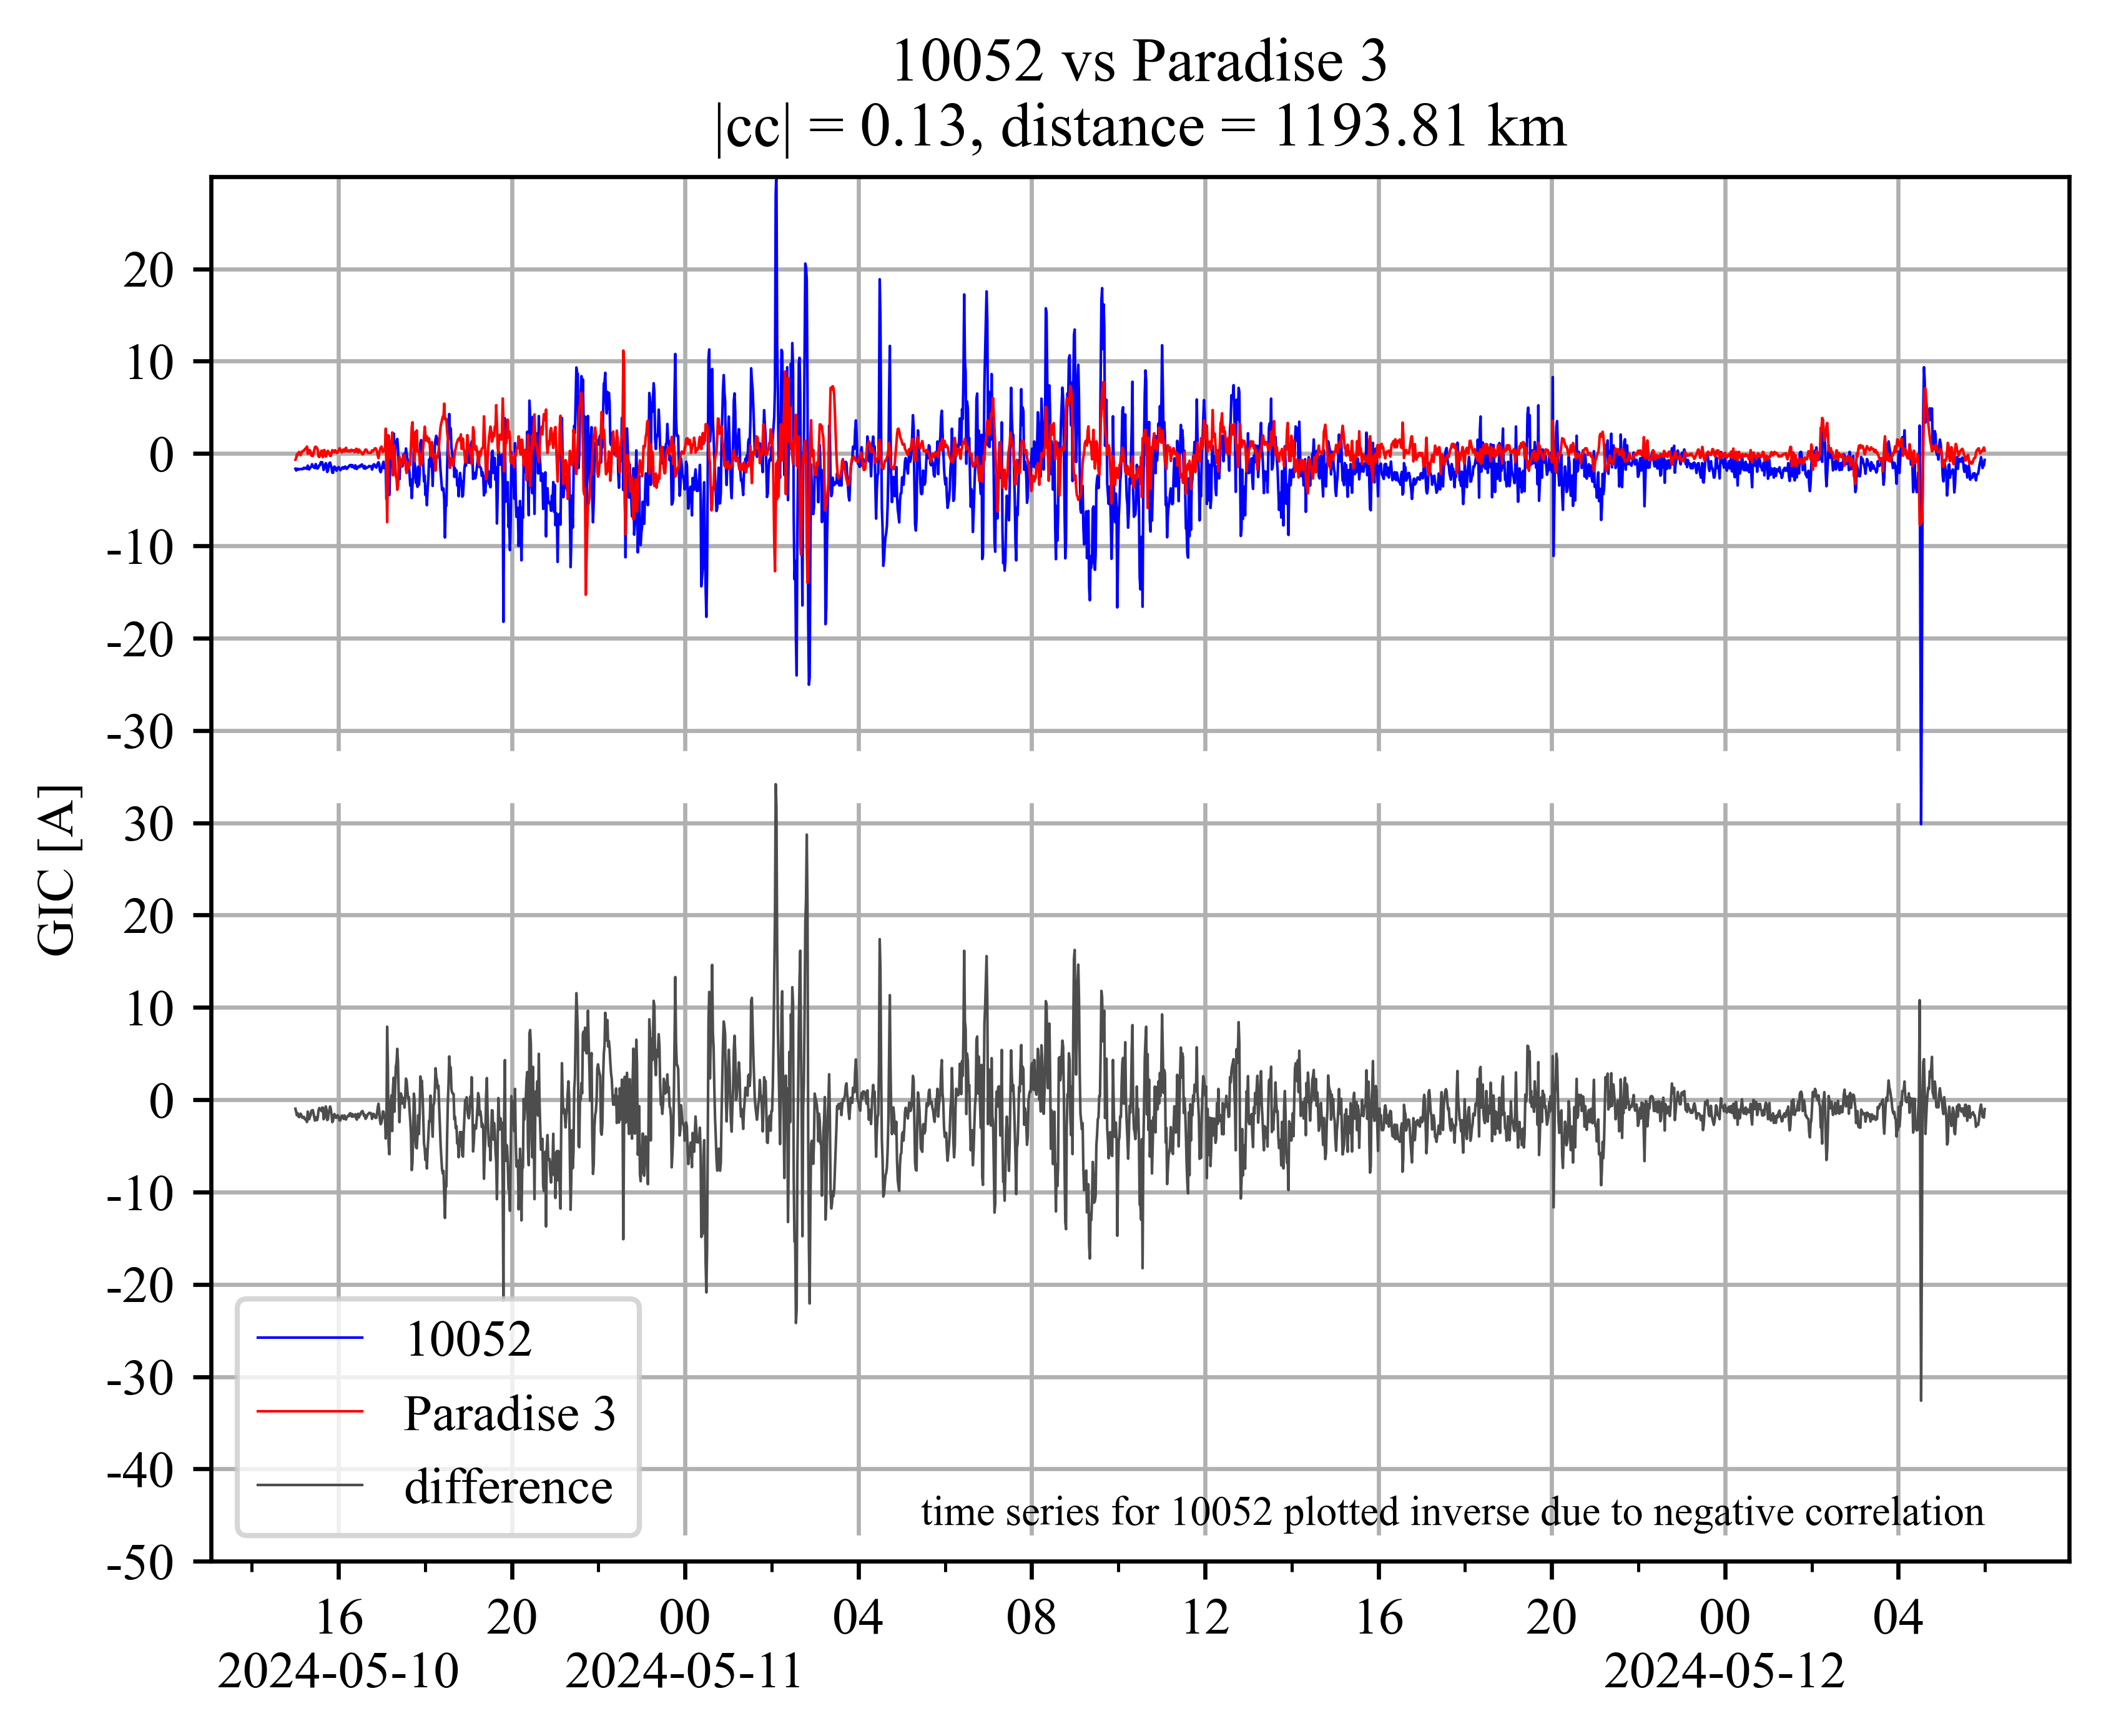 10052 vs Paradise 3
|cc| = 0.13, distance = 1193.81 km
GIC [A]
20
10
0
-10
-20
-30
30
20
10
0
-10
-20
-30
-40
-50
10052
Paradise 3
difference
time series for 10052 plotted inverse due to negative correlation
16 20 00 04 08 12 16 20 00 04
2024-05-10 2024-05-11 2024-05-12